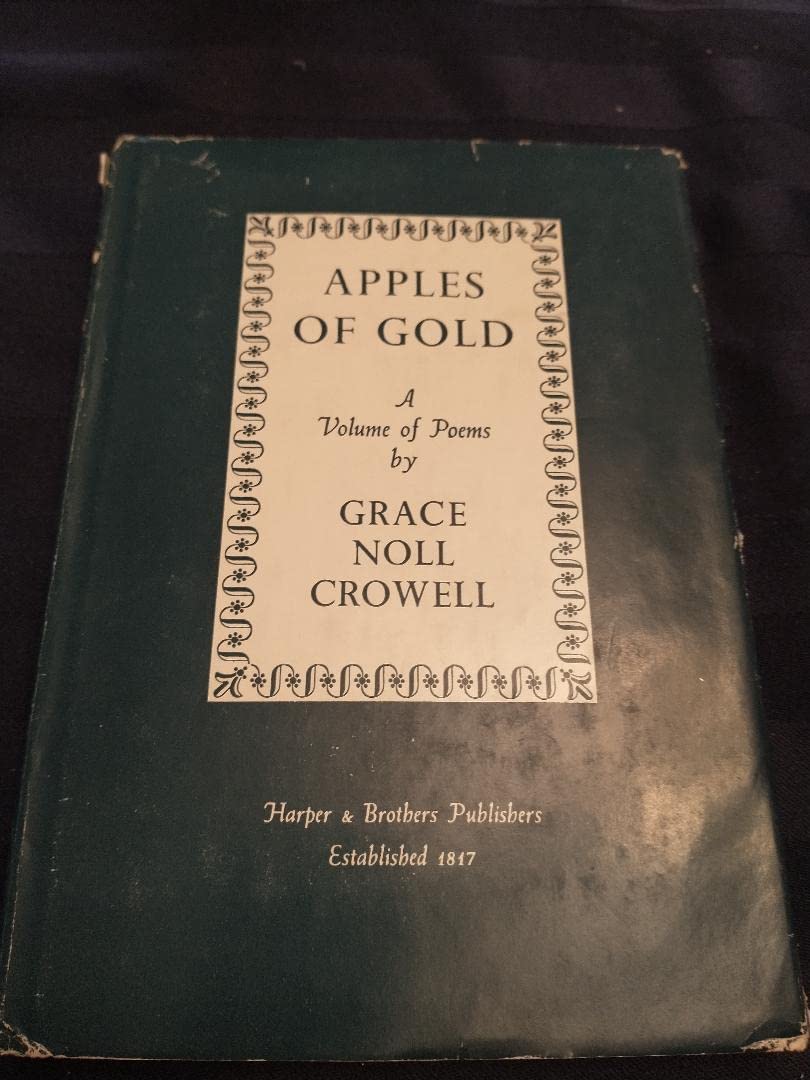 APPLES
OF GOLD
A
Volume of Poems
by
GRACE
NOLL
CROWELL
Harper & Brothers Publishers
Established 1817